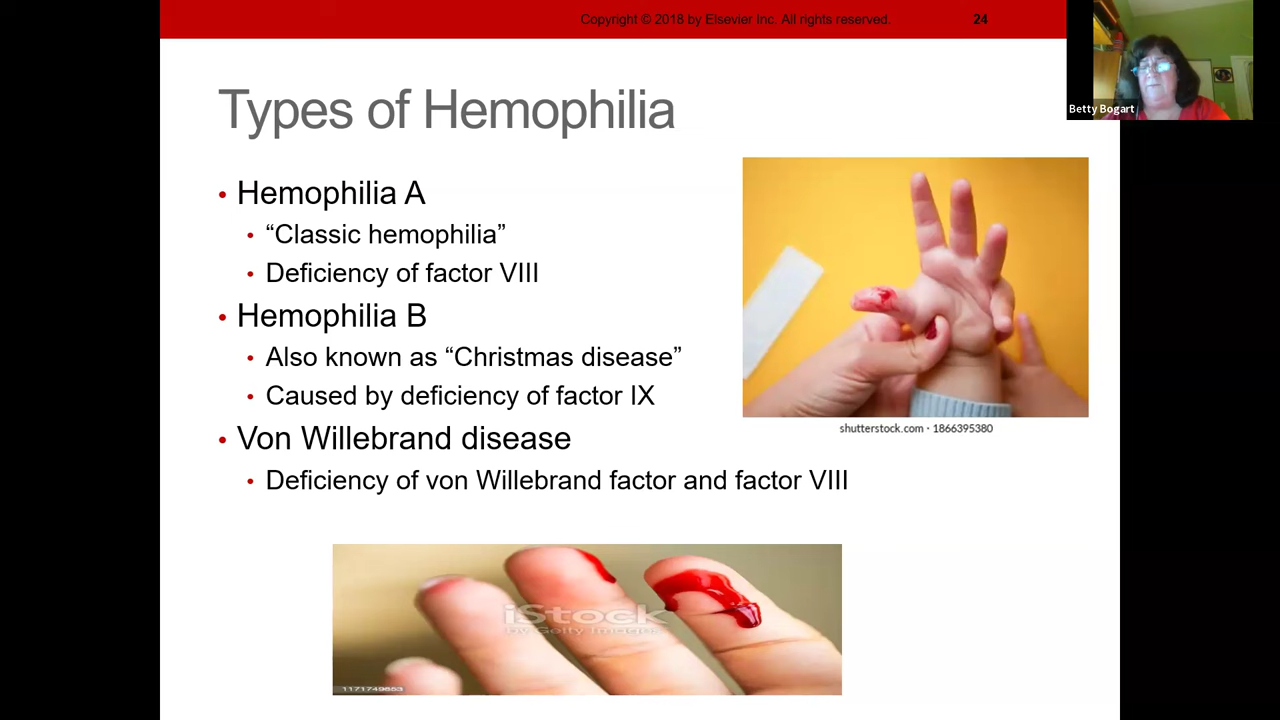 Copyright © 2018 by Elsevier Inc. All rights reserved.
24
Betty Bogart
Types of Hemophilia
• Hemophilia A
• “Classic hemophilia”
• Deficiency of factor VIII
• Hemophilia B
• Also known as “Christmas disease”
• Caused by deficiency of factor IX
• Von Willebrand disease
• Deficiency of von Willebrand factor and factor VIII
shutterstock.com · 1866395380
iStock
by Getty Images
1171749653